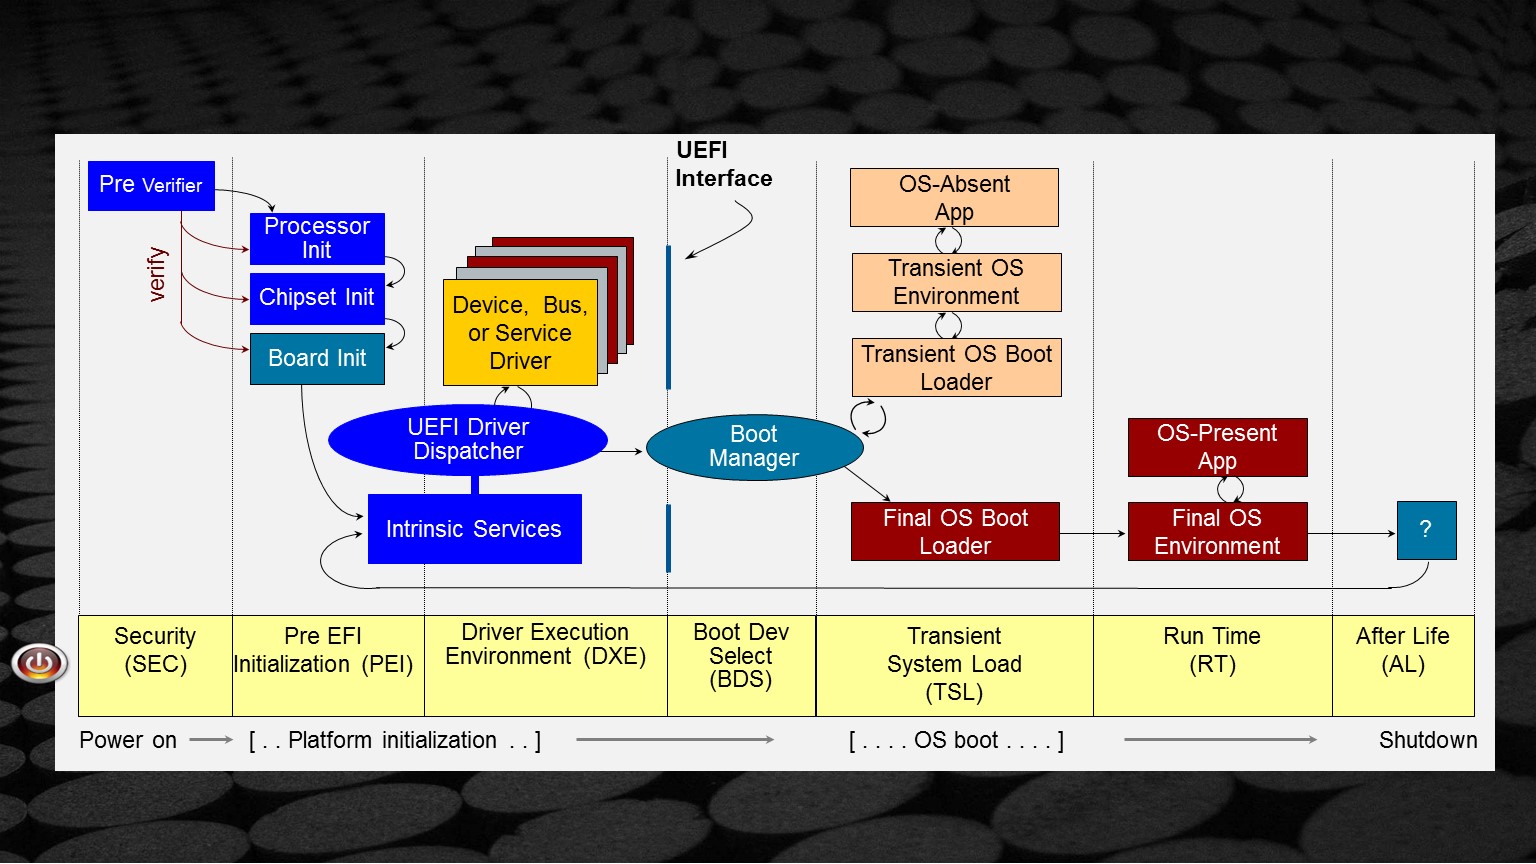 UEFI
Interface
Pre Verifier
verify
Processor
Init
Chipset Init
Board Init
Device, Bus,
or Service
Driver
UEFI Driver
Dispatcher
Intrinsic Services
Boot
Manager
OS-Absent
App
Transient OS
Environment
Transient OS Boot
Loader
Final OS Boot
Loader
OS-Present
App
Final OS
Environment
?
Security
(SEC)
Pre EFI
Initialization (PEI)
Driver Execution
Environment (DXE)
Boot Dev
Select
(BDS)
Transient
System Load
(TSL)
Run Time
(RT)
After Life
(AL)
Power on
[ . . Platform initialization . . ]
[ . . . . OS boot . . . . ]
Shutdown